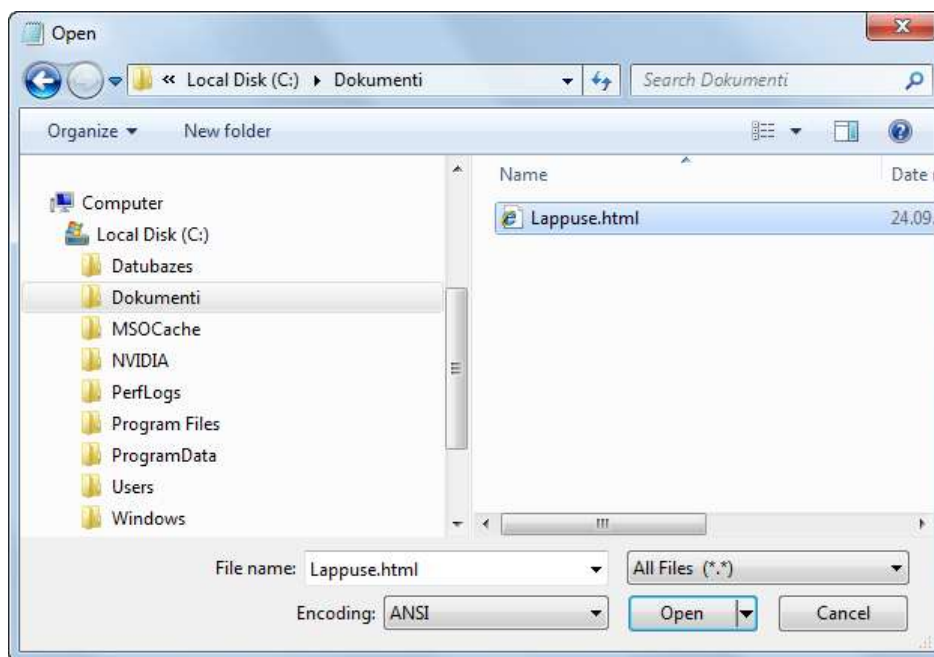 Open
« Local Disk (C:) Dokumenti Search Dokumenti
Organize New folder
Name Date
Computer
Lappuse.html 24.09.
Local Disk (C:)
Datubazes
Dokumenti
MSOCache
NVIDIA
PerfLogs
Program Files
ProgramData
Users
Windows
File name: Lappuse.html All Files (*.*)
Encoding: ANSI Open Cancel